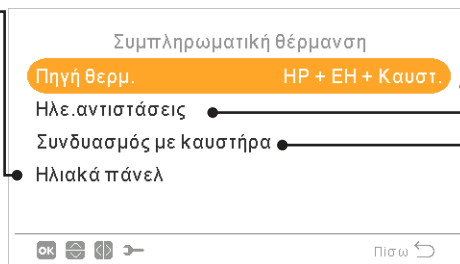 Συμπληρωματική θέρμανση
Πηγή θερμ. HP + EH + Καυστ.
Ηλε.αντιστάσεις
Συνδυασμός με καυστήρα
Ηλιακά πάνελ
OK Πίσω